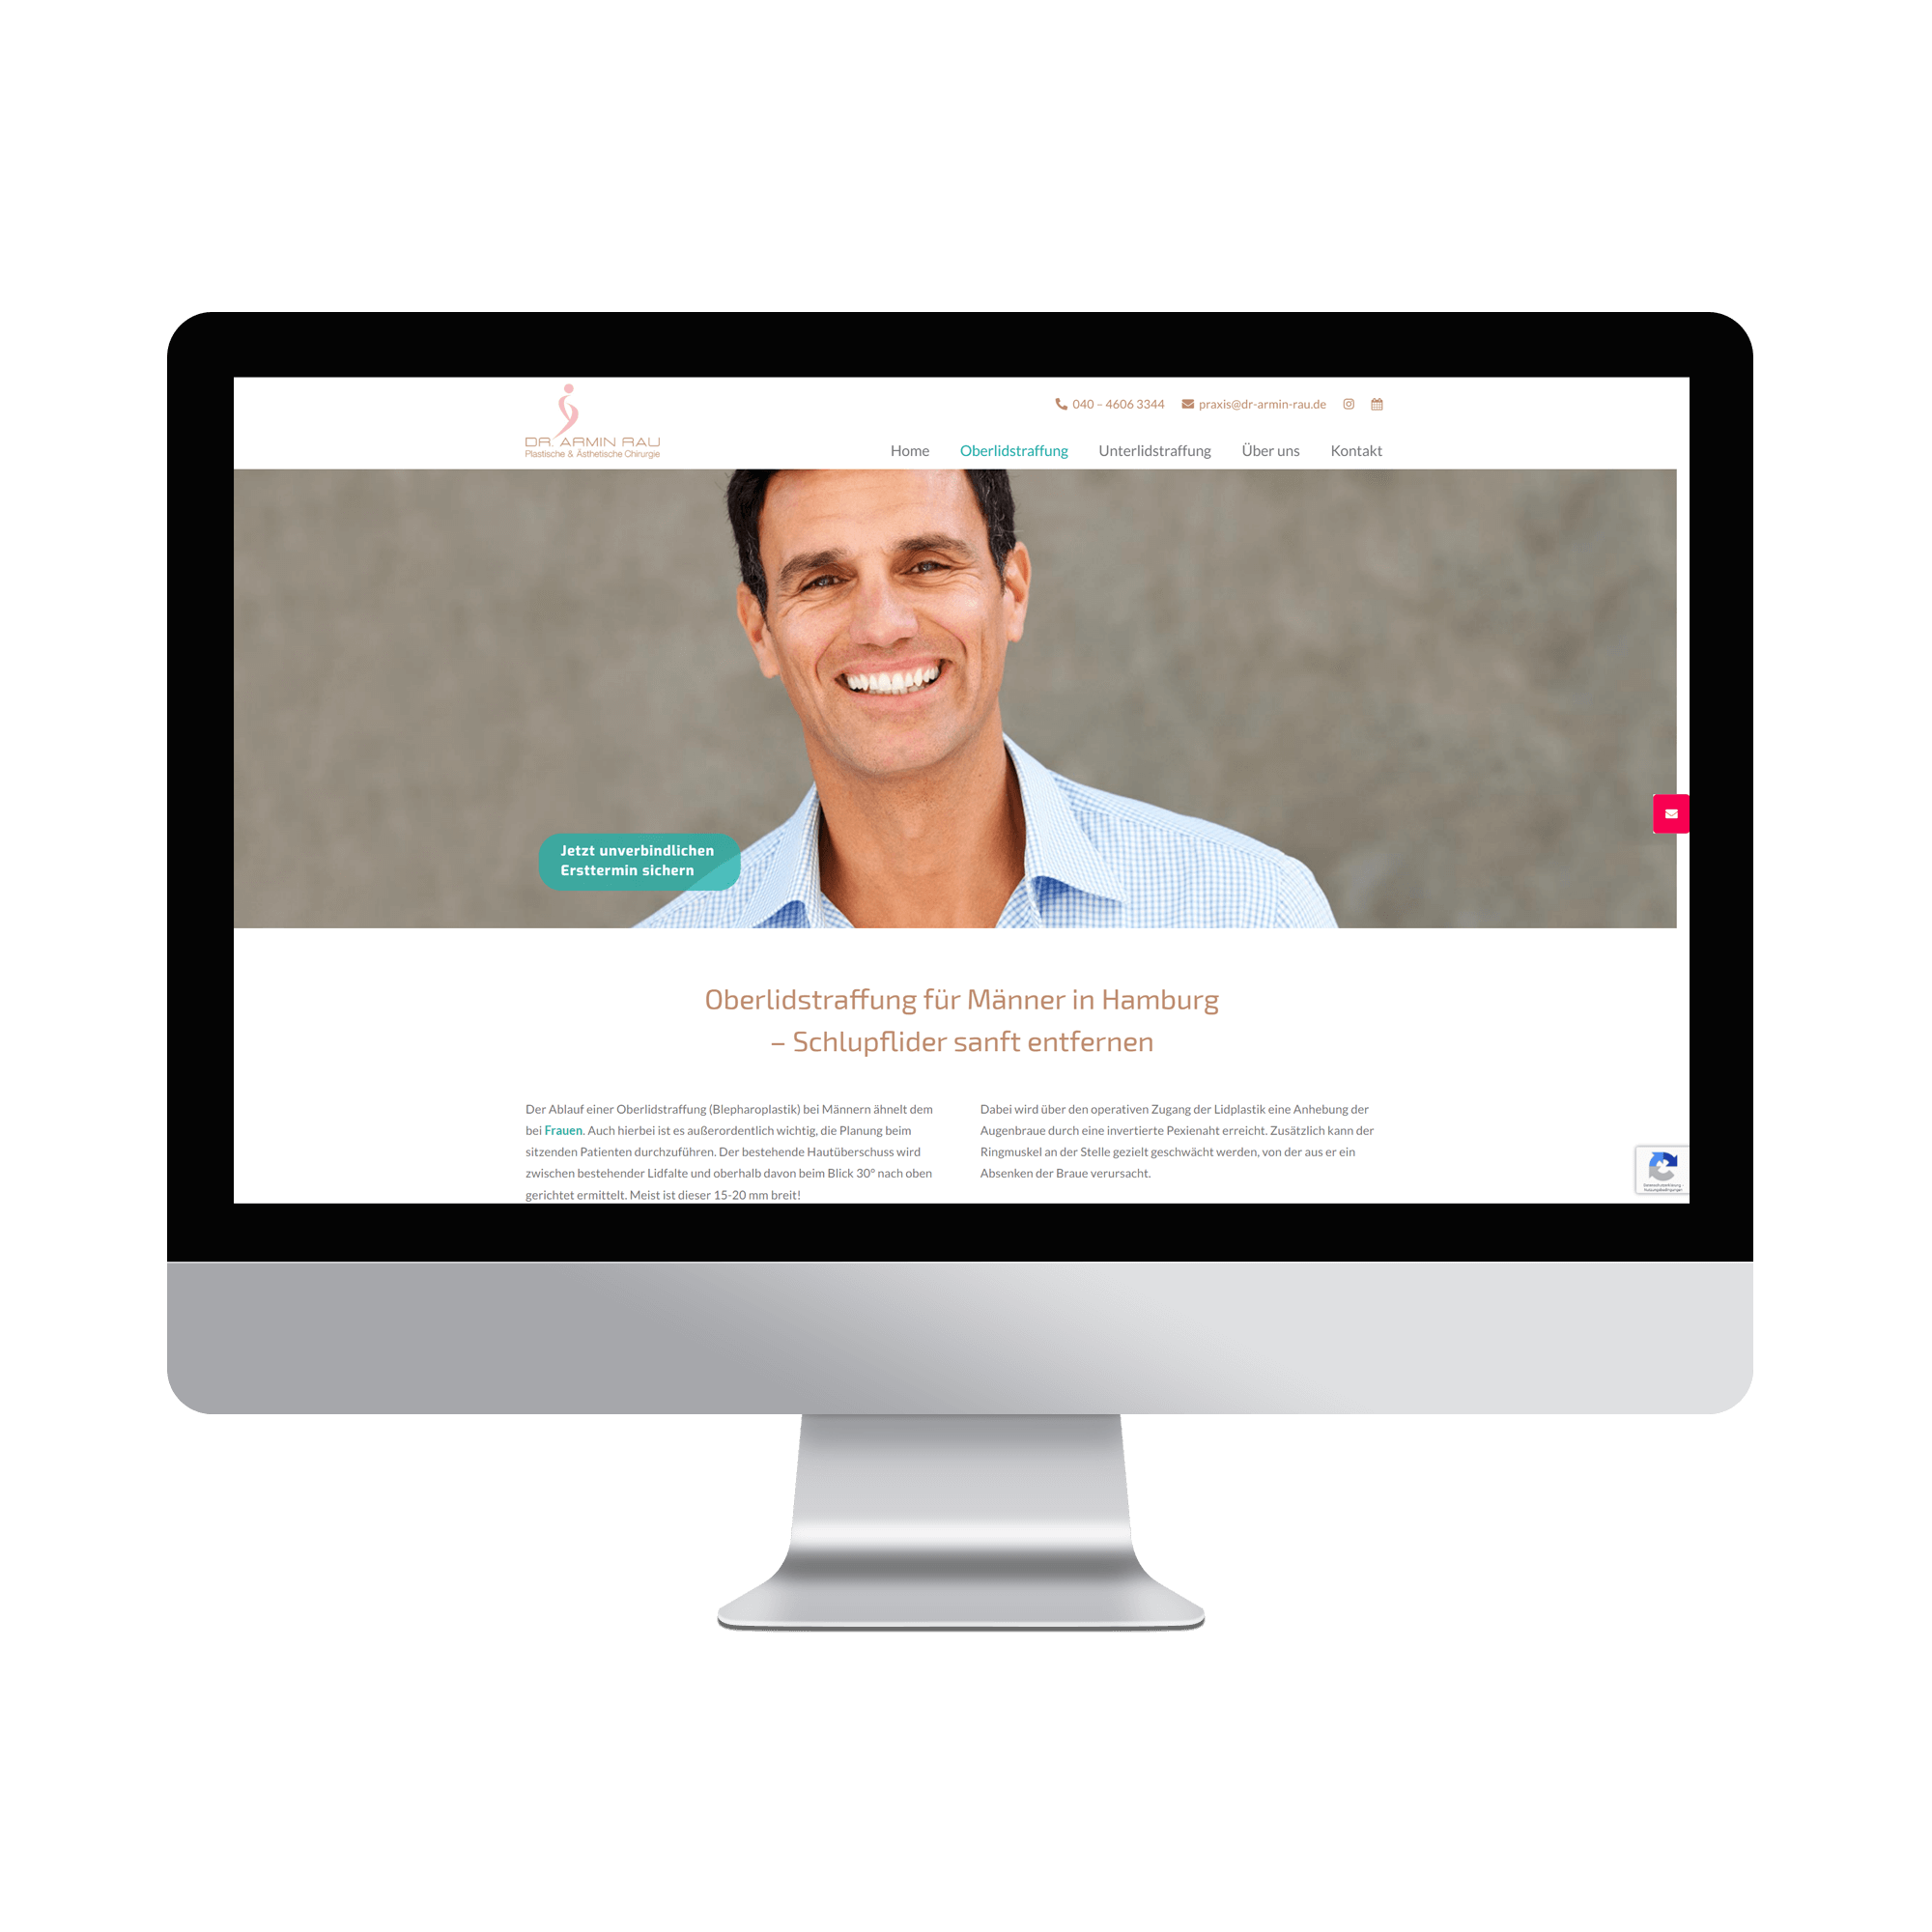 DR. ARMIN RAU
Plastische & Ästhetische Chirurgie
040 – 4606 3344 praxis@dr-armin-rau.de
Home Oberlidstraffung Unterlidstraffung Über uns Kontakt
Jetzt unverbindlichen
Ersttermin sichern
Oberlidstraffung für Männer in Hamburg
– Schlupflider sanft entfernen
Der Ablauf einer Oberlidstraffung (Blepharoplastik) bei Männern ähnelt dem
bei Frauen. Auch hierbei ist es außerordentlich wichtig, die Planung beim
sitzenden Patienten durchzuführen. Der bestehende Hautüberschuss wird
zwischen bestehender Lidfalte und oberhalb davon beim Blick 30° nach oben
gerichtet ermittelt. Meist ist dieser 15-20 mm breit!
Dabei wird über den operativen Zugang der Lidplastik eine Anhebung der
Augenbraue durch eine invertierte Pexienaht erreicht. Zusätzlich kann der
Ringmuskel an der Stelle gezielt geschwächt werden, von der aus er ein
Absenken der Braue verursacht.
Datenschutzerklärung -
Nutzungsbedingungen